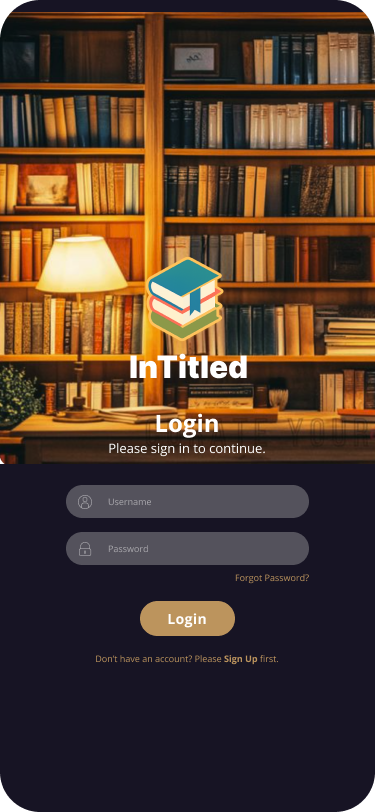 InTitled
Login
Please sign in to continue.
Username
Password
Forgot Password?
Login
Don't have an account? Please Sign Up first.